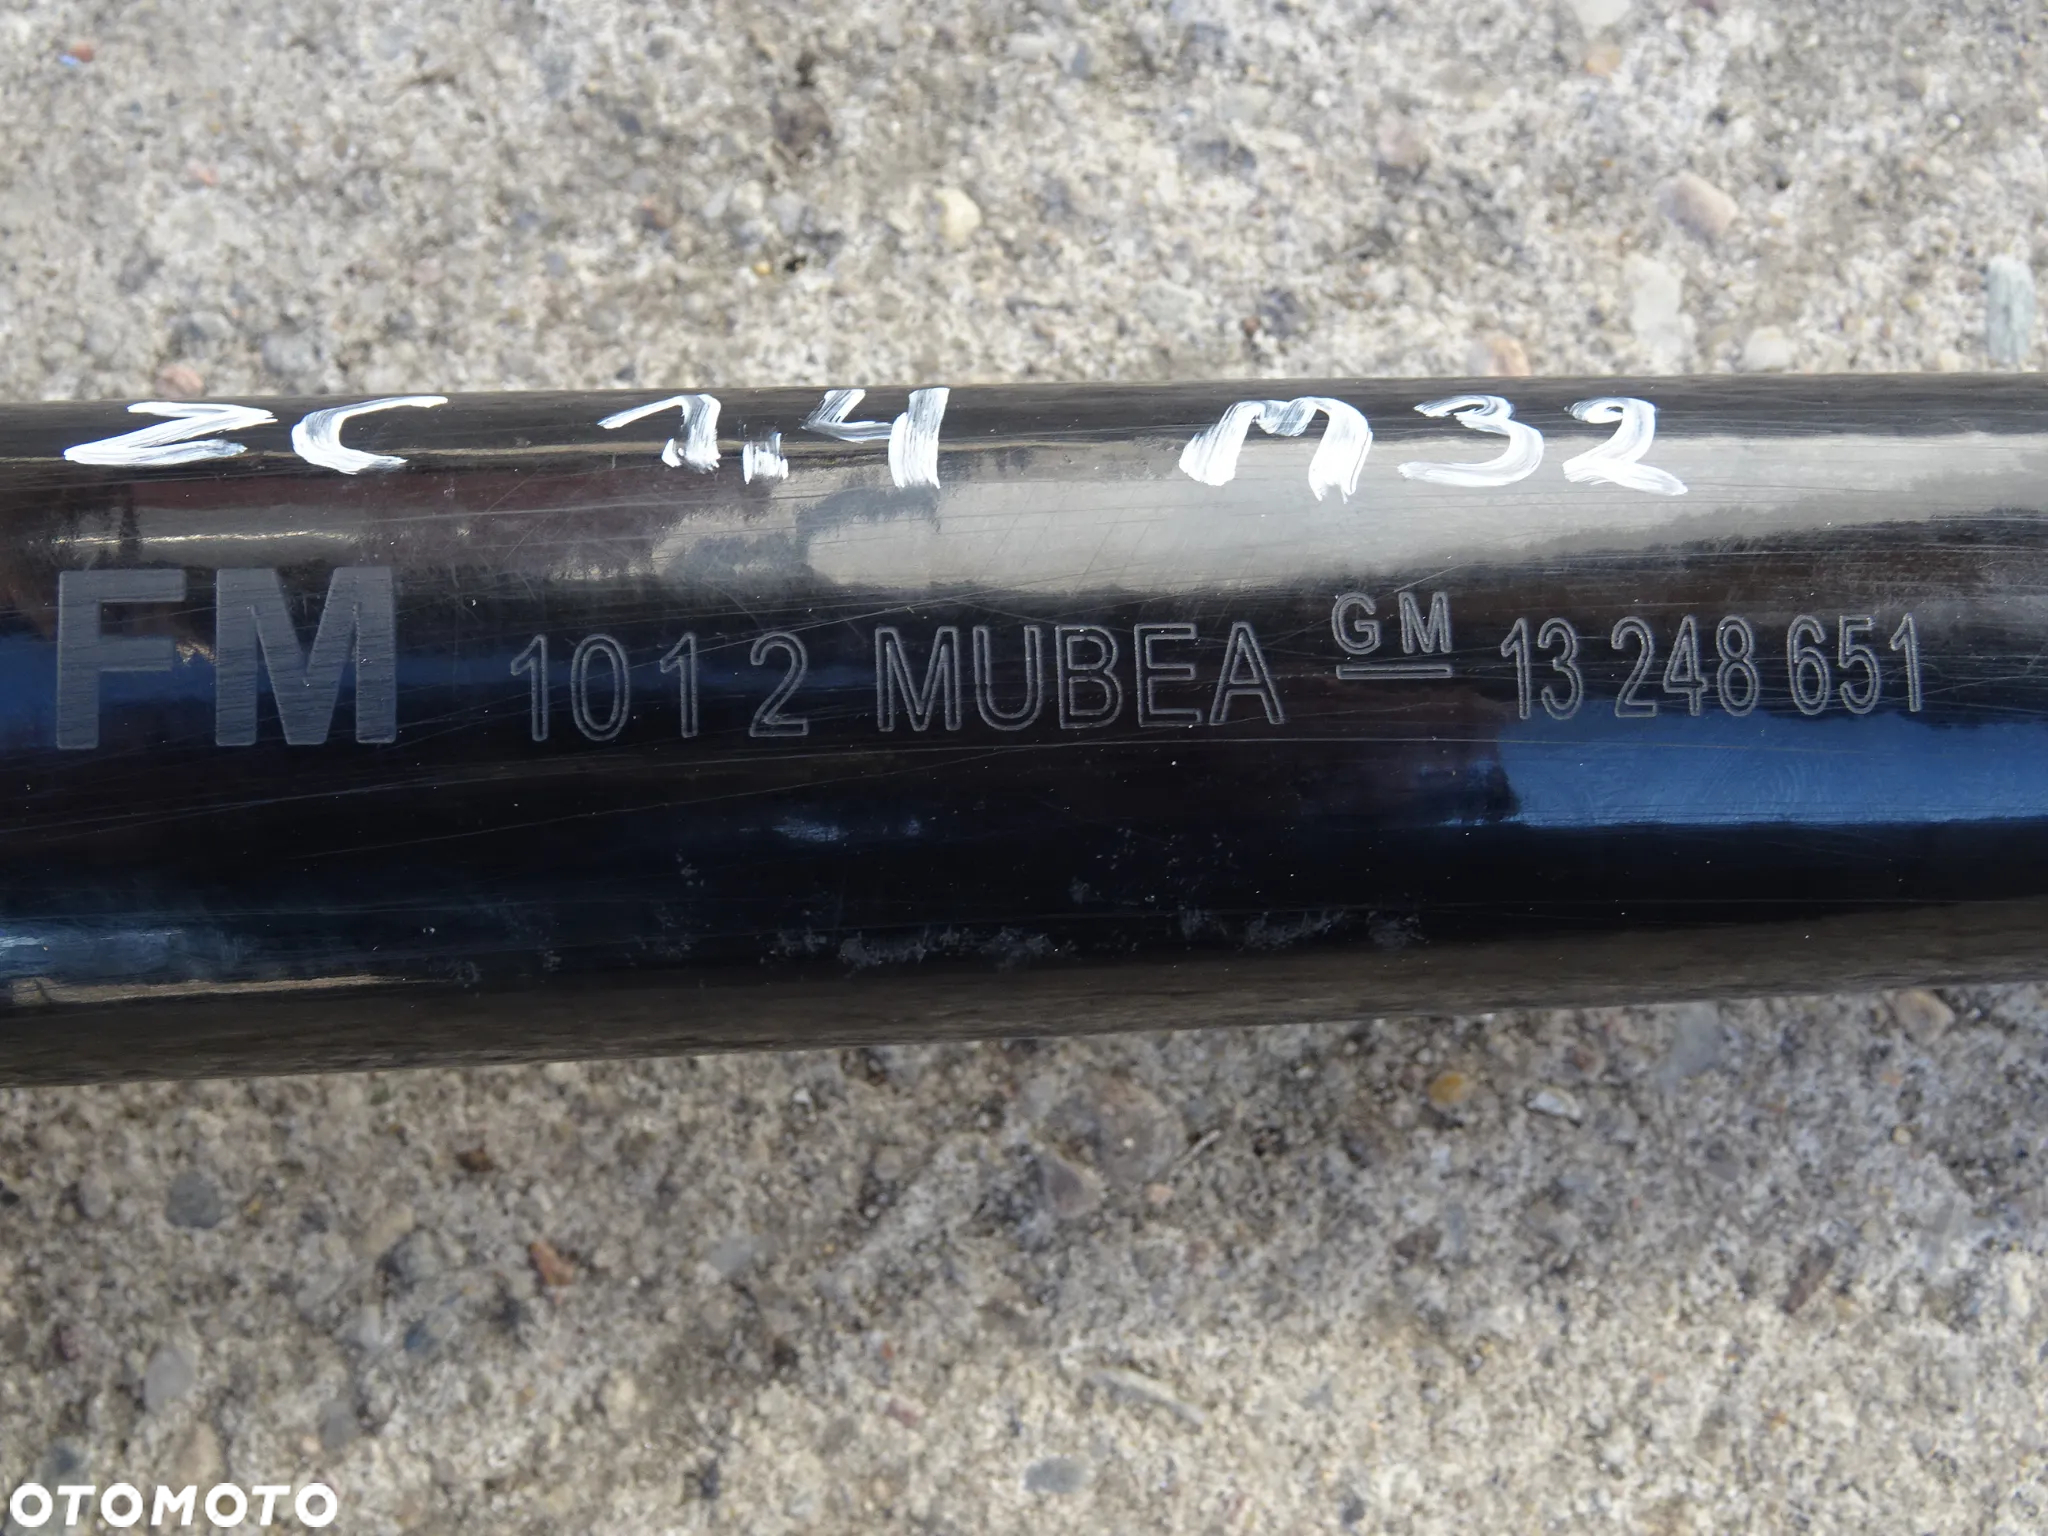 ZC 1.4 M32
FM 1012 MUBEA GM 13 248 651
OTOMOTO